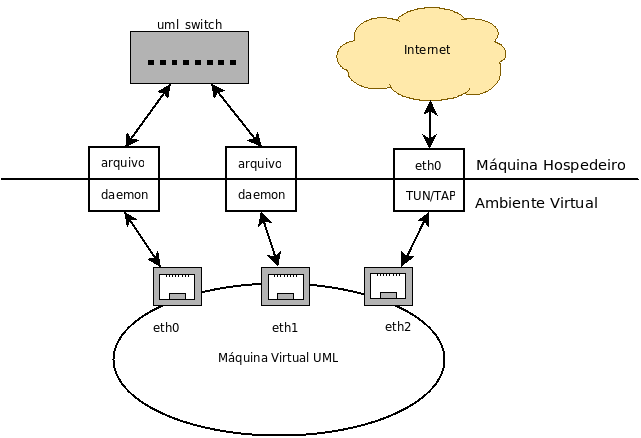 uml_switch
Internet
arquivo
arquivo
eth0
Máquina Hospedeiro
daemon
daemon
TUN/TAP
Ambiente Virtual
eth0
eth1
eth2
Máquina Virtual UML